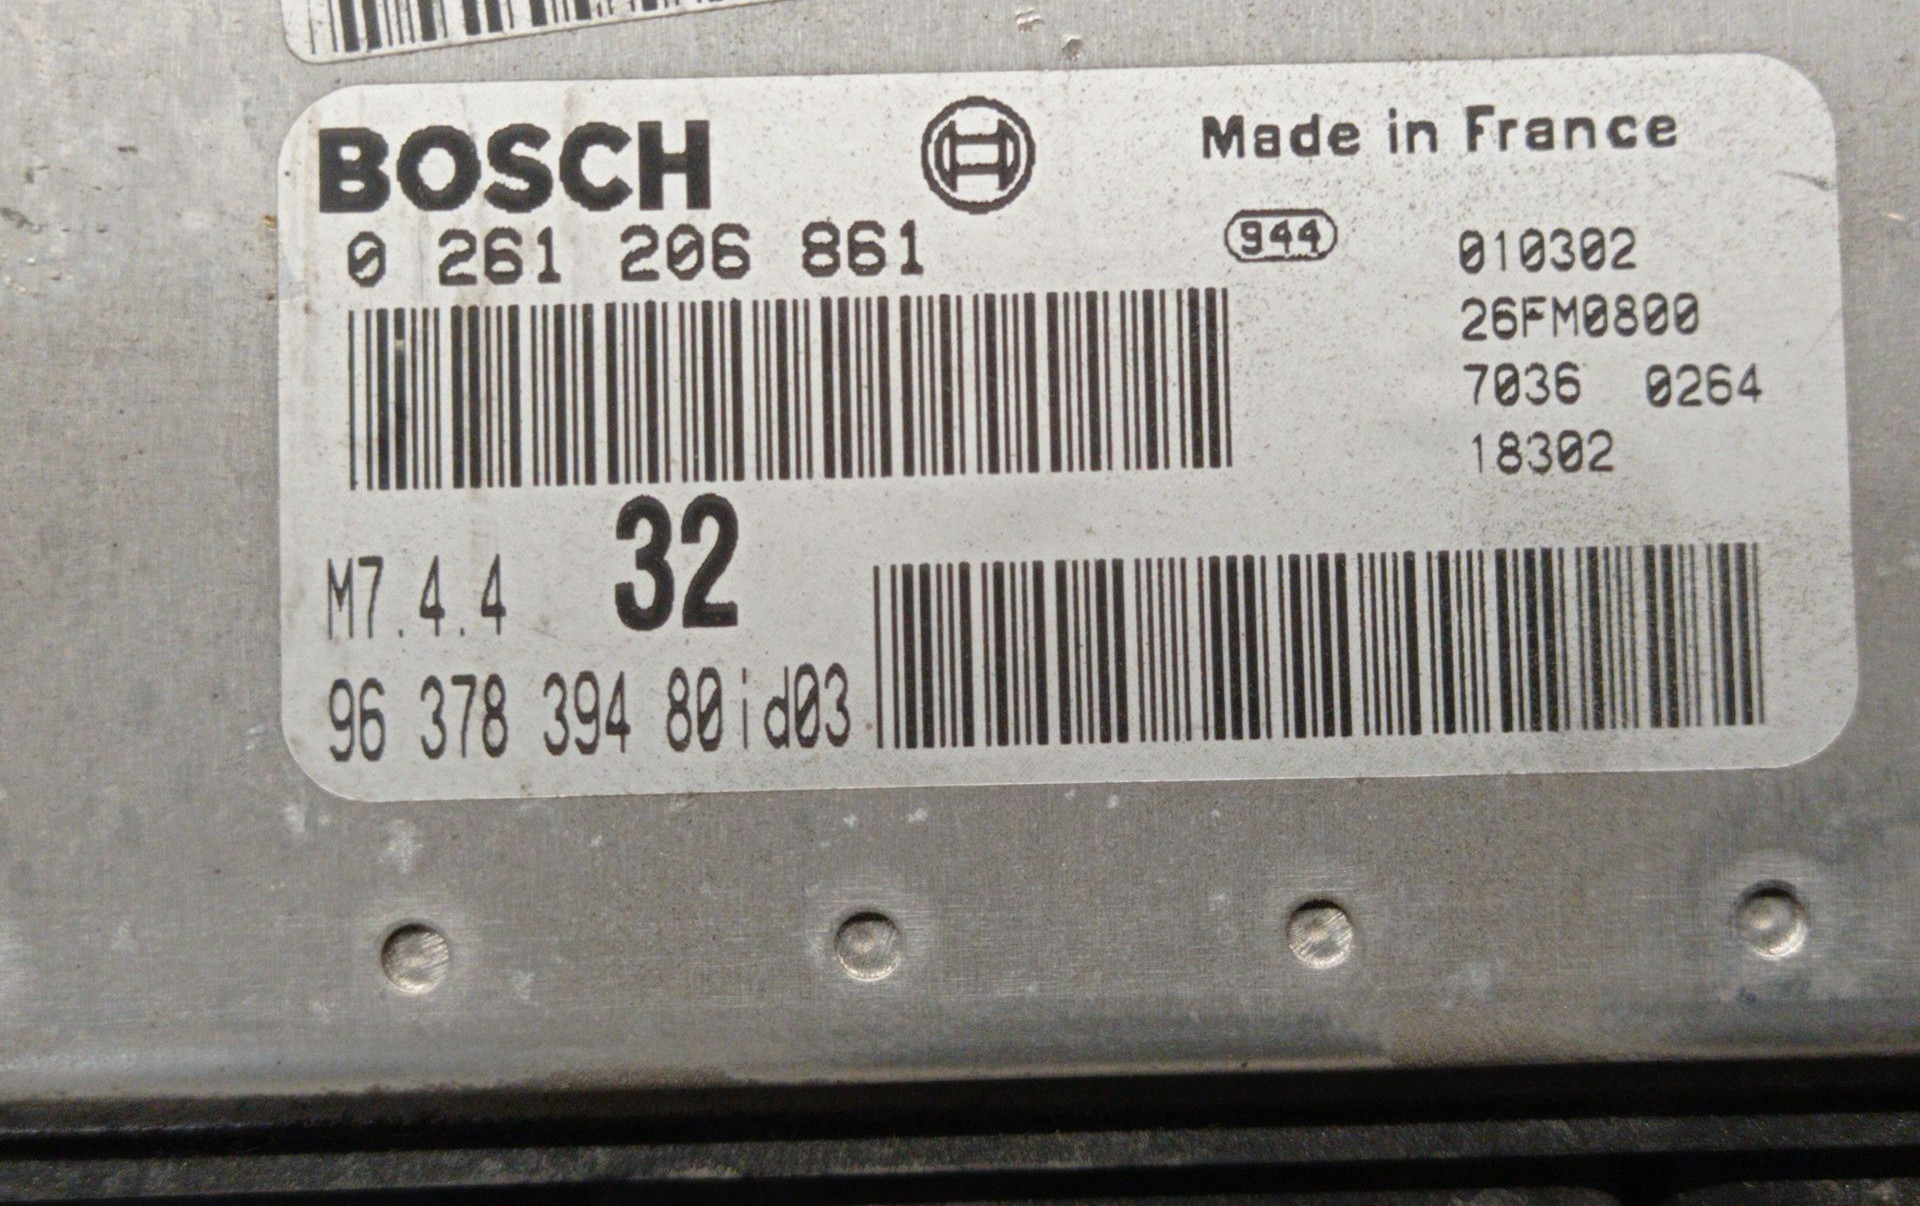 BOSCH
Made in France
0 261 206 861
944
010302
26FM0800
7036 0264
18302
32
M7.4.4
96 378 394 80id03